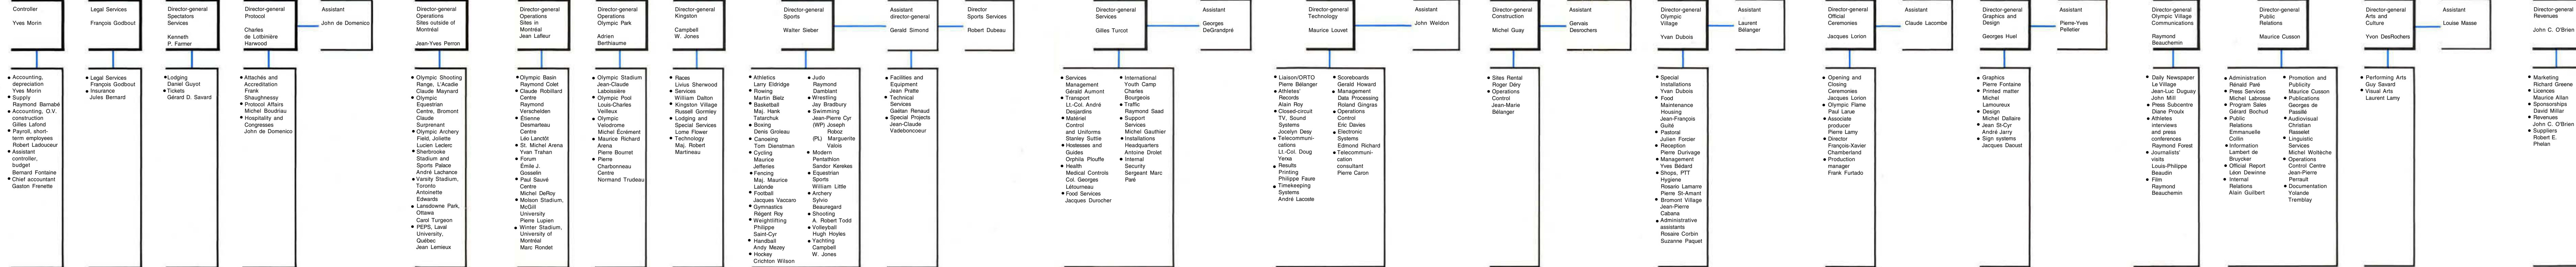 Controller
Yves Morin
• Accounting,
depreciation
Yves Morin
• Supply
Raymond Barnabé
• Accounting, O.V.
construction
Gilles Lafond
• Payroll, short-
term employees
Robert Ladouceur
• Assistant
controller,
budget
Bernard Fontaine
• Chief accountant
Gaston Frenette
Legal Services
François Godbout
• Legal Services
François Godbout
• Insurance
Jules Bernard
Director-general
Spectators
Services
Kenneth
P. Farmer
• Lodging
Daniel Guyot
• Tickets
Gérard D. Savard
Director-general
Protocol
Charles
de Lotbinière
Harwood
Assistant
John de Domenico
• Attachés and
Accreditation
Frank
Shaughnessy
• Protocol Affairs
Michel Boudriau
• Hospitality and
Congresses
John de Domenico
Director-general
Operations
Sites outside of
Montréal
Jean-Yves Perron
• Olympic Shooting
Range, L'Acadie
Claude Maynard
• Olympic
Equestrian
Centre, Bromont
Claude
Surprenant
• Olympic Archery
Field, Joliette
Lucien Leclerc
• Sherbrooke
Stadium and
Sports Palace
André Lachance
• Varsity Stadium,
Toronto
Antoinette
Edwards
• Lansdowne Park,
Ottawa
Carol Turgeon
• PEPS, Laval
University,
Québec
Jean Lemieux
Director-general
Operations
Sites in
Montréal
Jean Lafleur
• Olympic Basin
Raymond Colet
• Claude Robillard
Centre
Raymond
Verschelden
• Étienne
Desmarteau
Centre
Léo Lanctôt
• St. Michel Arena
Yvan Trahan
• Forum
Émile J.
Gosselin
• Paul Sauvé
Centre
Michel DeRoy
• Molson Stadium,
McGill
University
Pierre Lupien
• Winter Stadium,
University of
Montréal
Marc Rondet
Director-general
Operations
Olympic Park
Adrien
Berthiaume
• Olympic Stadium
Jean-Claude
Laboissière
• Olympic Pool
Louis-Charles
Veilleux
• Olympic
Velodrome
Michel Écrément
• Maurice Richard
Arena
Pierre Bourret
• Pierre
Charbonneau
Centre
Normand Trudeau
Director-general
Kingston
Campbell
W. Jones
• Races
Livius Sherwood
• Services
William Dalton
• Kingston Village
Russell Gormley
• Lodging and
Special Services
Lorne Flower
• Technology
Maj. Robert
Martineau
Director-general
Sports
Walter Sieber
Assistant
director-general
Gerald Simond
Director
Sports Services
Robert Dubeau
• Athletics
Larry Eldridge
• Rowing
Martin Betz
• Basketball
Maj. Hank
Tatarchuk
• Boxing
Denis Groleau
• Canoeing
Tom Dienstman
• Cycling
Maurice
Jefferies
• Fencing
Maj. Maurice
Lalonde
• Football
Jacques Vaccaro
• Gymnastics
Régent Roy
• Weightlifting
Philippe
Saint-Cyr
• Handball
Andy Mezey
• Hockey
Crichton Wilson
• Judo
Raymond
Damblant
• Wrestling
Jay Bradbury
• Swimming
Jean-Pierre Cyr
(WP) Joseph
Roboz
(PL) Marguerite
Valois
• Modern
Pentathlon
Sandor Kerekes
• Equestrian
Sports
William Little
• Archery
Sylvio
Beauregard
• Shooting
A. Robert Todd
• Volleyball
Hugh Hoyles
• Yachting
Campbell
W. Jones
• Facilities and
Equipment
Jean Pratte
• Technical
Services
Gaëtan Renaud
• Special Projects
Jean-Claude
Vadeboncoeur
Director-general
Services
Gilles Turcot
Assistant
Georges
DeGrandpré
• Services
Management
Gérald Aumont
• Transport
Lt.-Col. André
Desjardins
• Matériel
Control
and Uniforms
Stanley Suttie
• Hostesses and
Guides
Orphila Plouffe
• Health
Medical Controls
Col. Georges
Létourneau
• Food Services
Jacques Durocher
• International
Youth Camp
Charles
Bourgeois
• Traffic
Bourgood Saad
• Support
Services
Michel Gauthier
• Installations
Headquarters
Antoine Drolet
• Internal
Security
Sergeant Marc
Paré
Director-general
Technology
Maurice Louvet
Assistant
John Weldon
• Liaison/ORTO
Pierre Bélanger
• Athletes'
Records
Alain Roy
• Closed-circuit
TV, Sound
Systems
Jocelyn Desy
• Telecommuni-
cations
Lt.-Col. Doug
Yenxa
• Results
Printing
Philippe Faure
• Timekeeping
Systems
André Lacoste
• Scoreboards
Gerald Howard
• Management
Data Processing
Roland Gingras
• Operations
Control
Eric Davies
• Electronic
Systems
Edmond Richard
• Telecommuni-
cation
consultant
Pierre Caron
Director-general
Construction
Michel Guay
Assistant
Gervais
Desrochers
• Sites Rental
Roger Déry
• Operations
Control
Jean-Marie
Bélanger
Director-general
Olympic
Village
Yvan Dubois
Assistant
Laurent
Bélanger
• Special
Installations
Yvan Dubois
• Food
Maintenance
Housing
Jean-François
Guité
• Pastoral
Julien Forcier
• Reception
Pierre Durivage
• Management
Yves Bédard
• Shops, PTT
Hygiene
Rosario Lamarre
Pierre St-Amant
• Bromont Village
Jean-Pierre
Cabana
• Administrative
assistants
Rosaire Corbin
Suzanne Paquet
Director-general
Official
Ceremonies
Jacques Lorion
Assistant
Claude Lacombe
• Opening and
Closing
Ceremonies
Jacques Lorion
• Olympic Flame
Paul Larue
• Associate
producer
Pierre Lamy
• Director
François-Xavier
Chamberland
• Production
manager
Frank Furtado
Director-general
Graphics and
Design
Georges Huel
Assistant
Pierre-Yves
Pelletier
• Graphics
Pierre Fontaine
• Printed matter
Michel
Lamoureux
• Design
Michel Dallaire
• Jean St-Cyr
André Jarry
• Sign systems
Jacques Daoust
Director-general
Olympic Village
Communications
Raymond
Beauchemin
• Daily Newspaper
Le Village
Jean-Luc Duguay
John Mill
• Press Subcentre
Diane Proulx
• Athletes
interviews
and press
conferences
Raymond Forest
• Journalists'
visits
Louis-Philippe
Beaudin
• Film
Raymond
Beauchemin
Director-general
Public
Relations
Maurice Cusson
• Administration
Rénald Paré
• Press Services
Michel Labrosse
• Program Sales
Gérard Bochud
• Public
Relations
Emmanuelle
Collin
• Information
Lambert de
Bruycker
• Official Report
Léon Dewinne
• Internal
Relations
Alain Guilbert
• Promotion and
Publicity
Maurice Cusson
• Publications
Georges de
Passillé
• Audiovisual
Christian
Rasselet
• Linguistic
Services
Michel Woitèche
• Operations
Control Centre
Jean-Pierre
Perrault
• Documentation
Yolande
Tremblay
Director-general
Arts and
Culture
Yvon DesRochers
Assistant
Louise Masse
• Performing Arts
Guy Savard
• Visual Arts
Laurent Lamy
Director-general
Revenues
John C. O'Brien
• Marketing
Richard Greene
• Licences
Maurice Allan
• Sponsorships
David Millar
• Revenues
John C. O'Brien
• Suppliers
Robert E.
Phelan